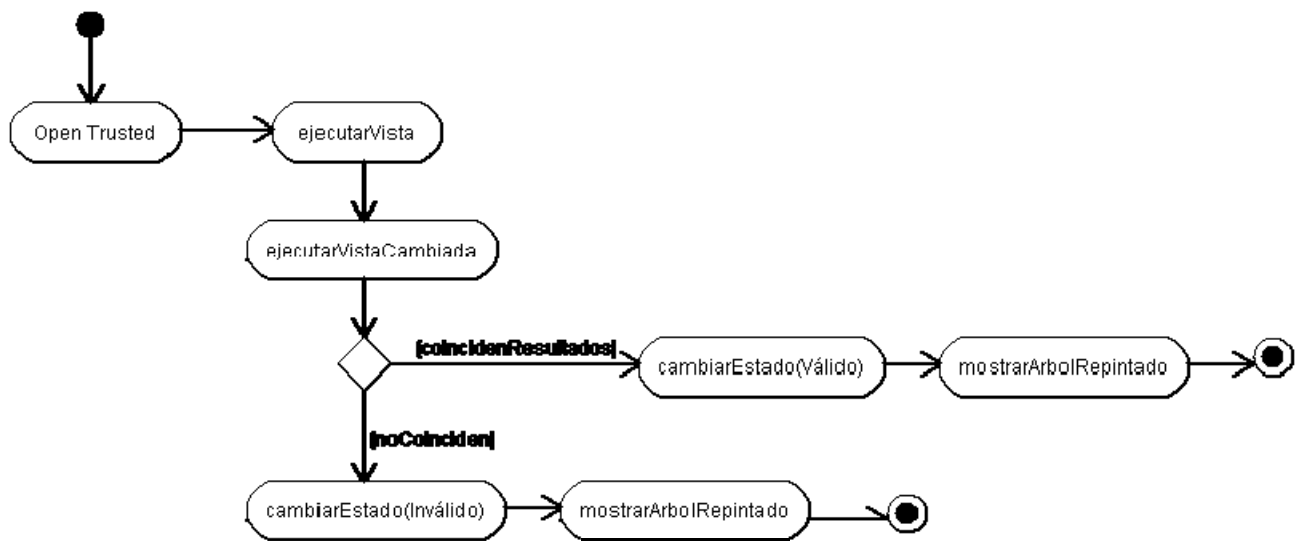 Open Trusted
ejecutarVista
ejecutarVistaCambiada
[coincidenResultados]
cambiarEstado(Válido)
mostrarArbolRepintado
[noCoinciden]
cambiarEstado(Inválido)
mostrarArbolRepintado